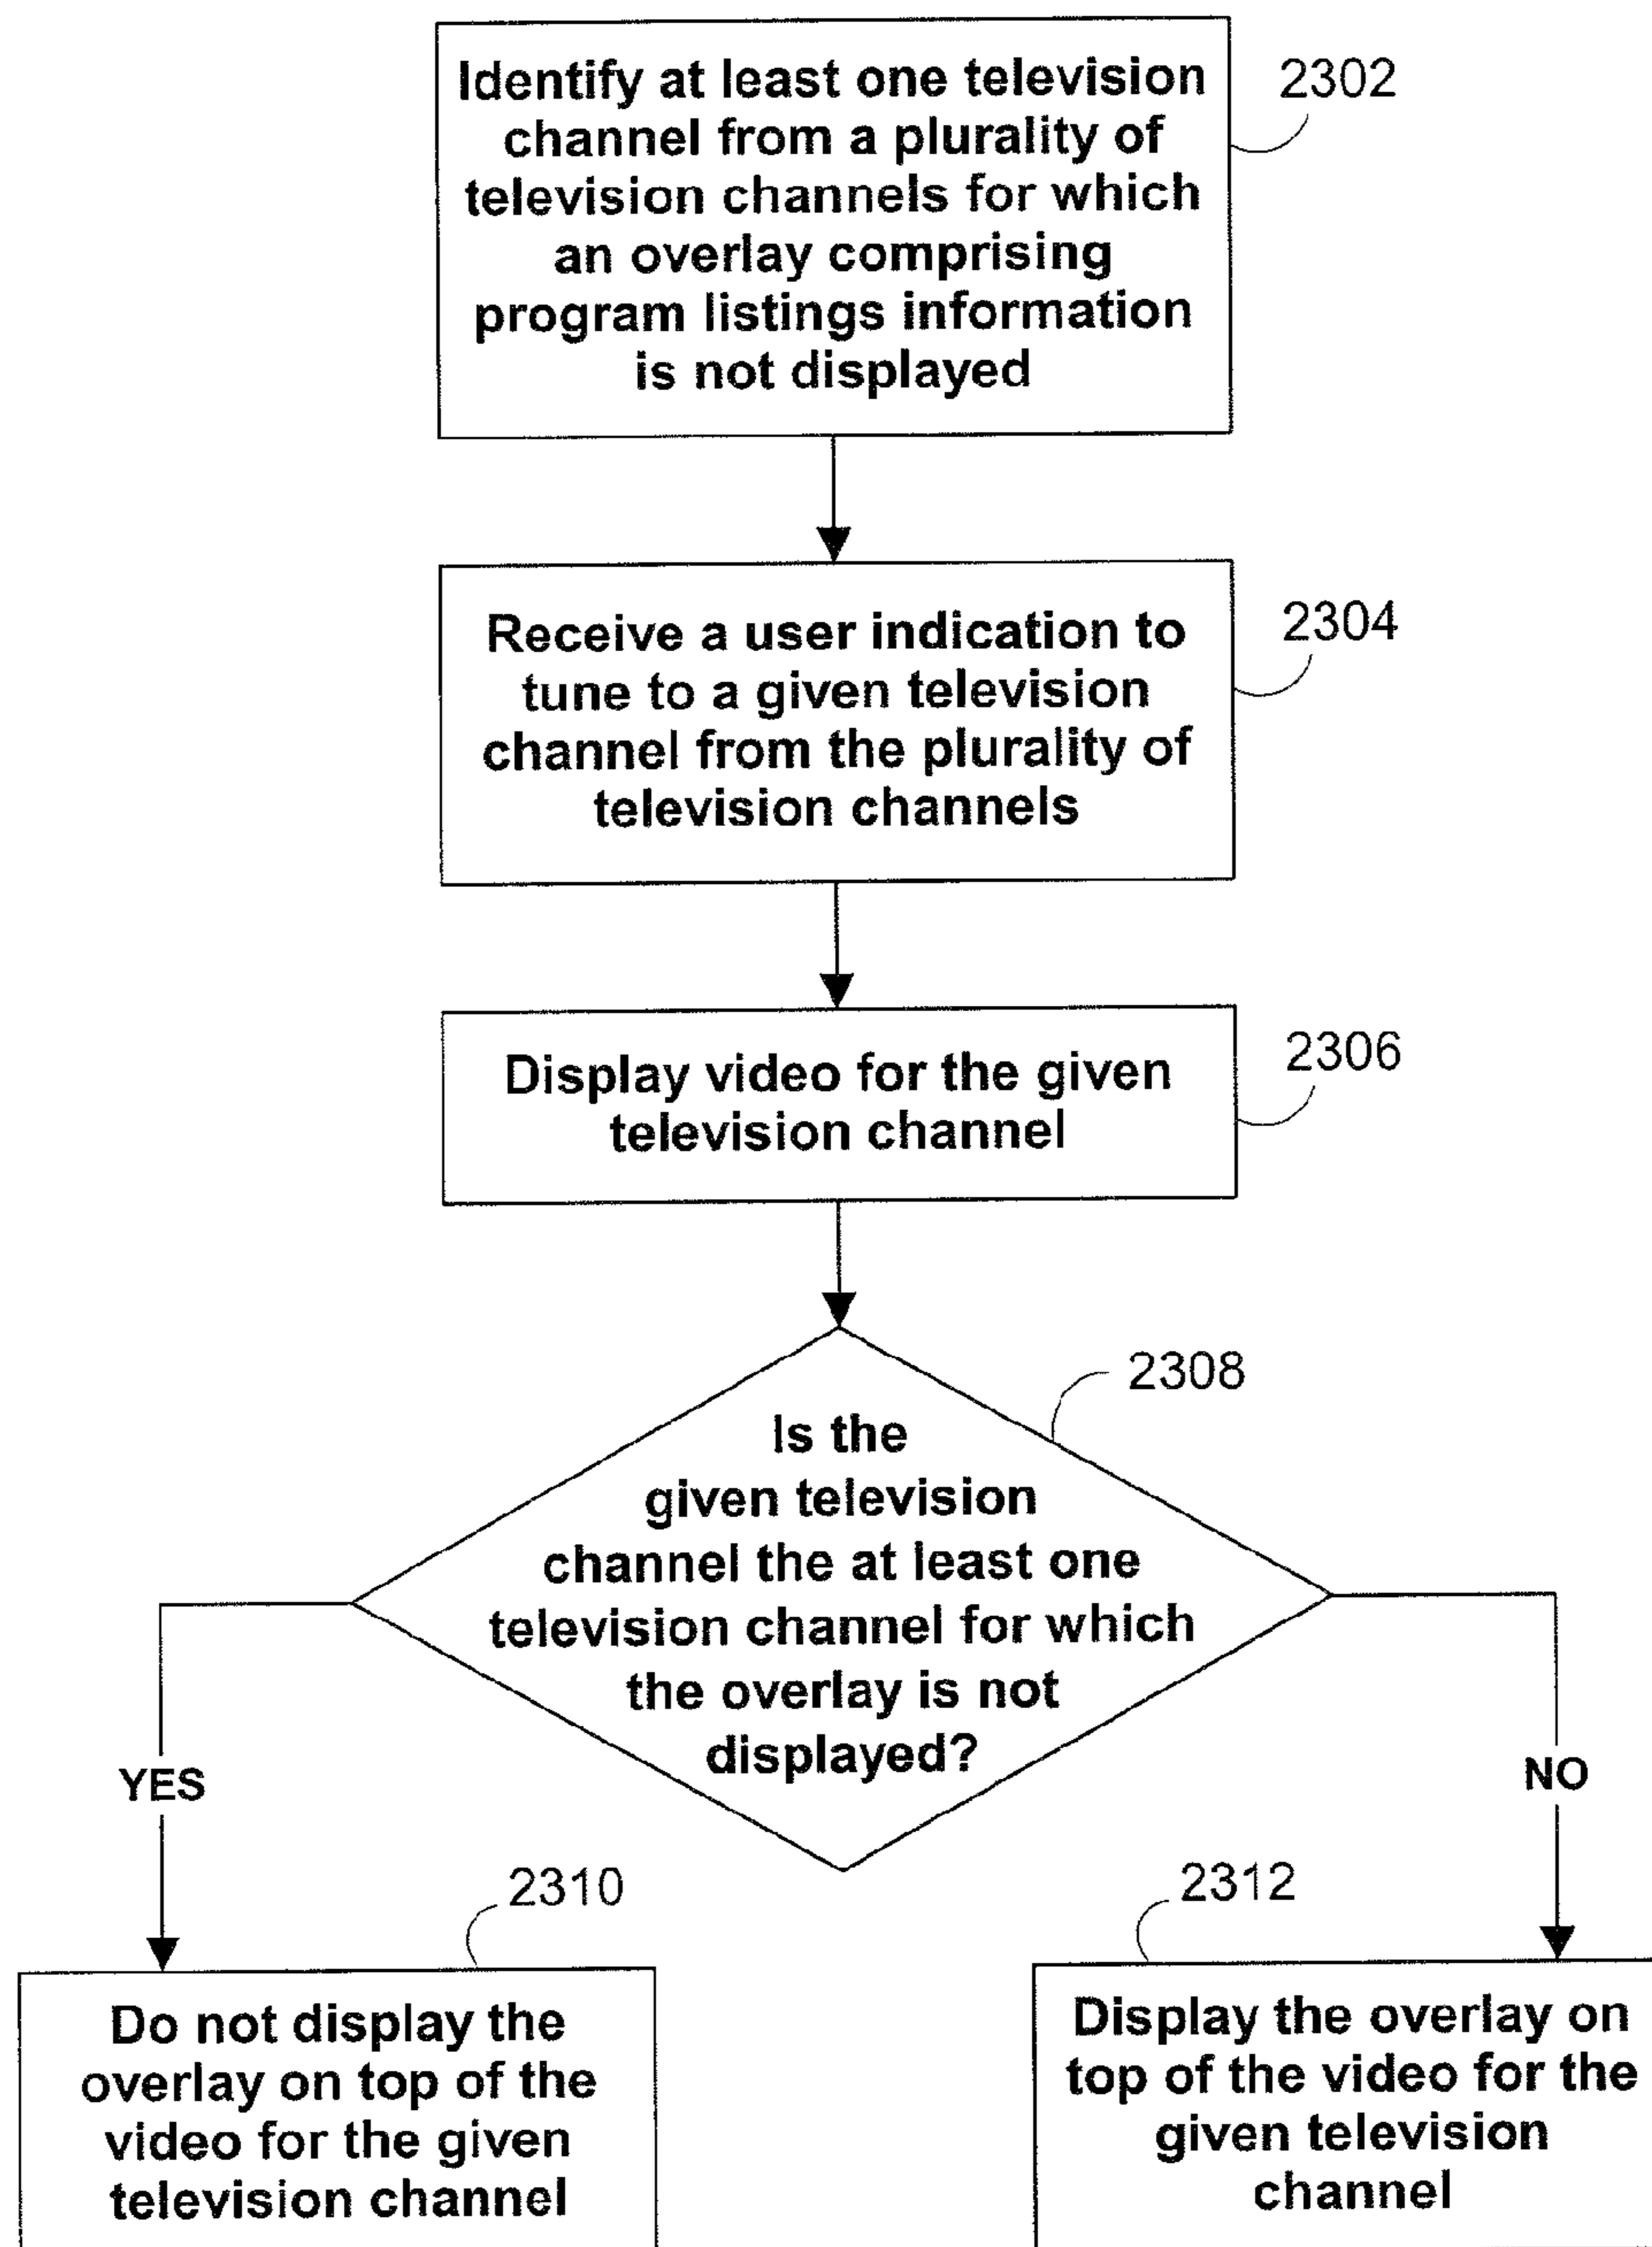 Identify at least one television
channel from a plurality of
television channels for which
an overlay comprising
program listings information
is not displayed
2302
Receive a user indication to
tune to a given television
channel from the plurality of
television channels
2304
Display video for the given
television channel
2306
2308
Is the
given television
channel the at least one
television channel for which
the overlay is not
displayed?
YES
NO
2310
Do not display the
overlay on top of the
video for the given
television channel
2312
Display the overlay on
top of the video for the
given television
channel